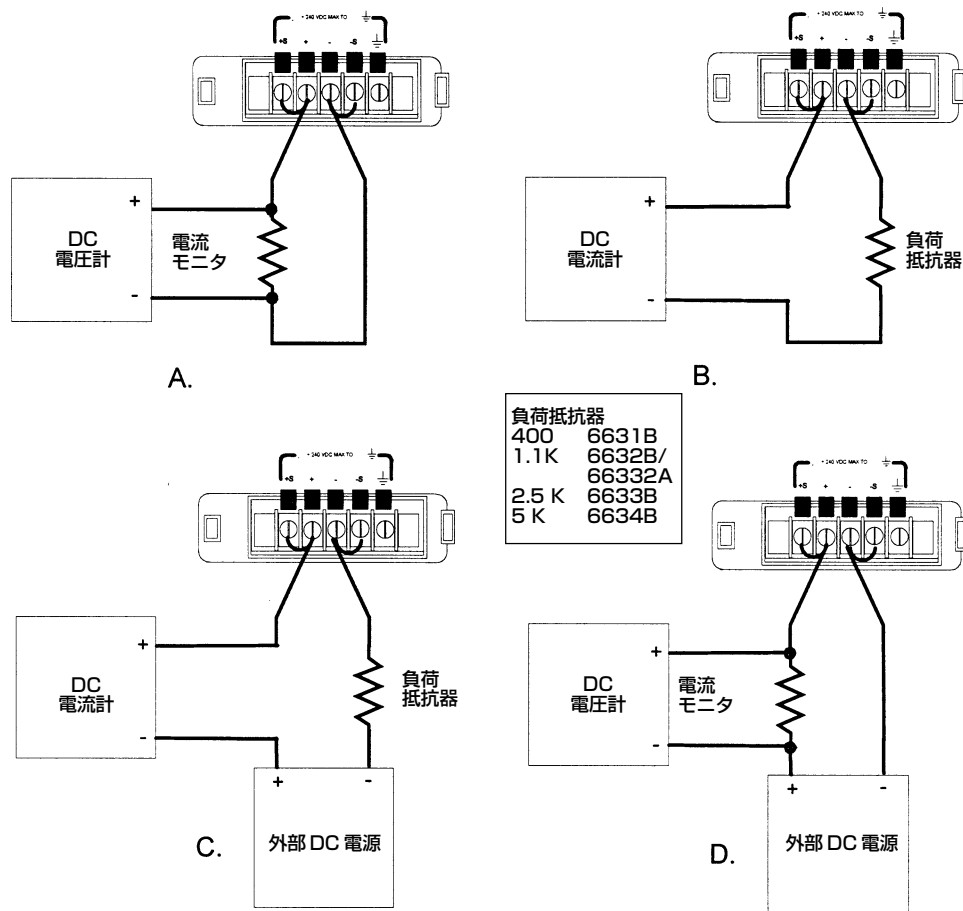 + 240 VDC MAX TO
+S + - -S
+
DC
電圧計
電流
モニタ
-
A.
+ 240 VDC MAX TO
+S + - -S
+
DC
電流計
負荷
抵抗器
-
B.
負荷抵抗器
400 6631B
1.1K 6632B/
66332A
2.5 K 6633B
5 K 6634B
+ 240 VDC MAX TO
+S + - -S
+
DC
電流計
負荷
抵抗器
-
+ -
外部 DC 電源
C.
+ 240 VDC MAX TO
+S + - -S
+
DC
電圧計
電流
モニタ
-
+ -
外部 DC 電源
D.